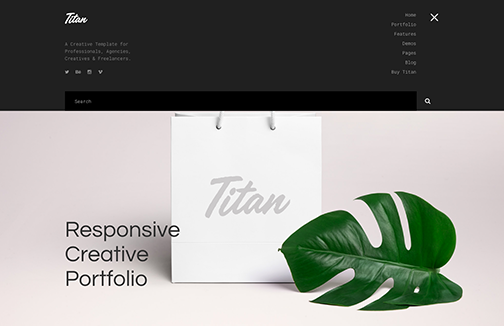 Titan
A Creative Template for
Professionals, Agencies,
Creatives & Freelancers.
Home
Portfolio
Features
Demos
Pages
Blog
Buy Titan
Search
Titan
Responsive
Creative
Portfolio